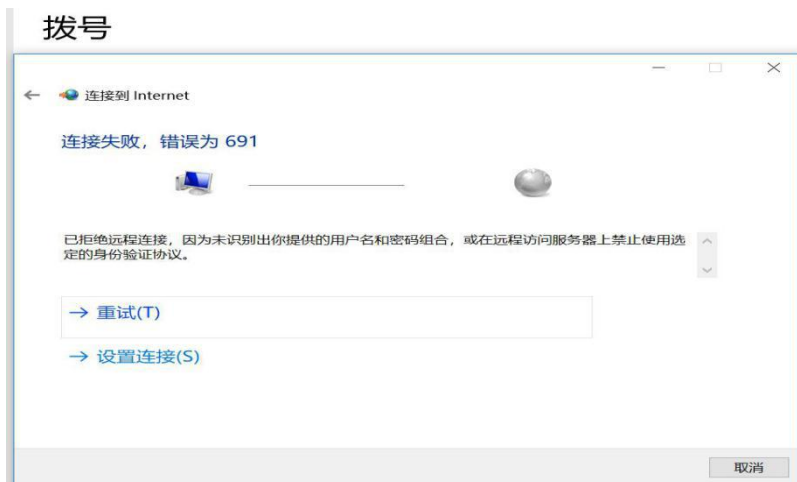 拨号
连接到 Internet
连接失败，错误为 691
已拒绝远程连接，因为未识别出你提供的用户名和密码组合，或在远程访问服务器上禁止使用选
定的身份验证协议。
→ 重试(T)
→ 设置连接(S)
取消